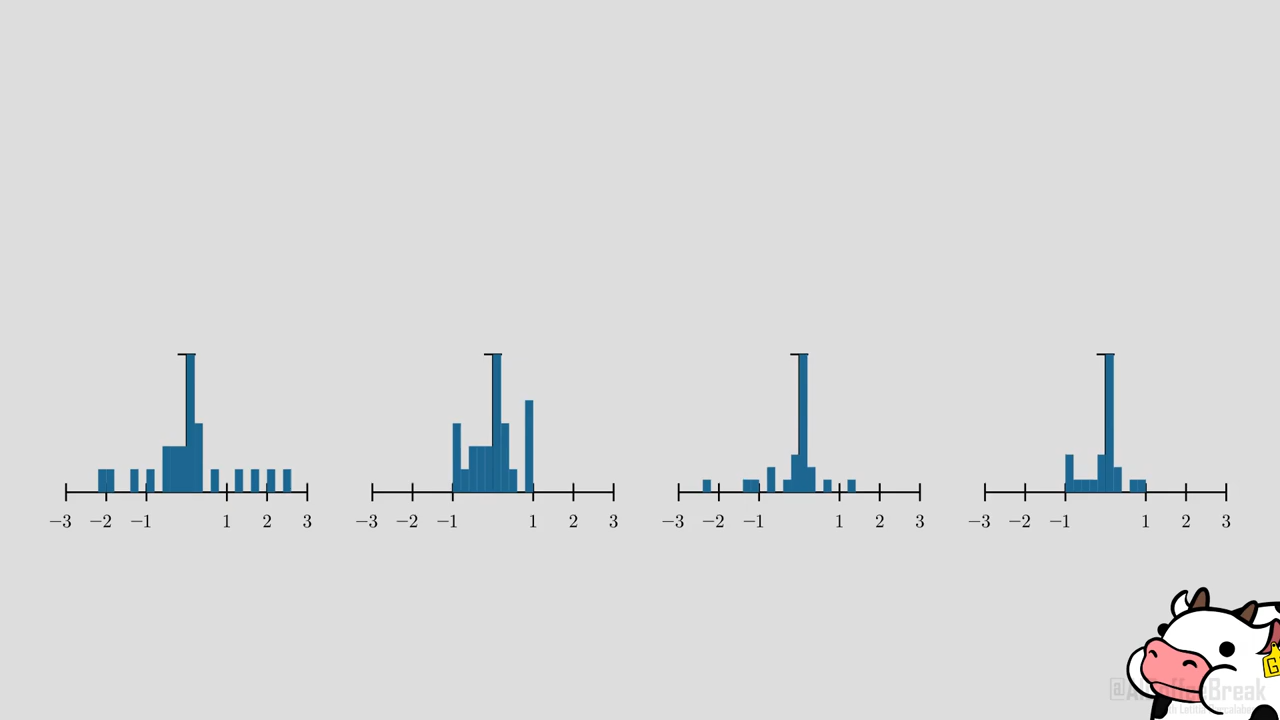 −3 −2 −1 1 2 3 −3 −2 −1 1 2 3 −3 −2 −1 1 2 3 −3 −2 −1 1 2 3
G